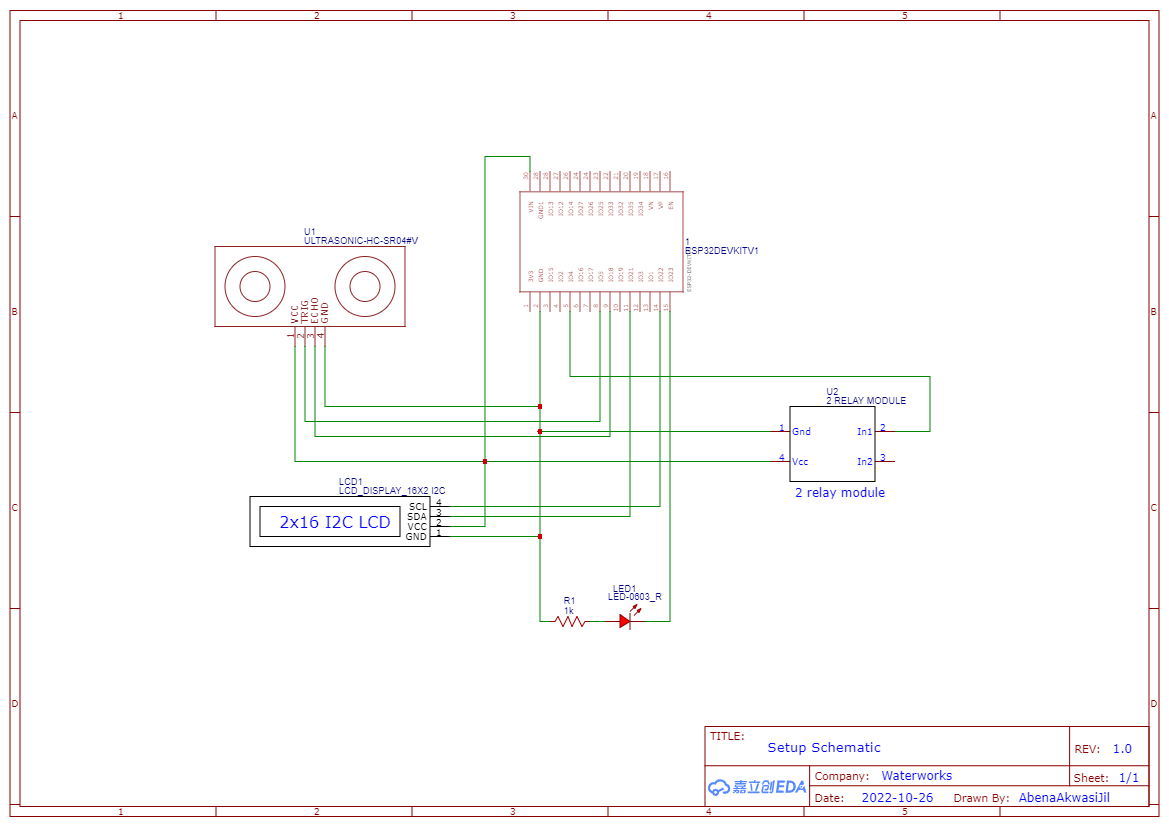 1 2 3 4 5
A A
B B
C C
D D
U1
ULTRASONIC-HC-SR04#V
VCC
TRIG
ECHO
GND
1
2
3
4
30 28 28 27 26 24 24 23 22 21 20 19 18 17 16
VIN GND1 IO13 IO12 IO14 IO27 IO26 IO25 IO33 IO32 IO35 IO34 VN VP EN
1
ESP32DEVKITV1
3V3 GND IO15 IO2 IO4 IO16 IO17 IO5 IO18 IO19 IO21 IO3 IO1 IO22 IO23
1 2 3 4 5 6 7 8 9 10 11 12 13 14 15
U2
2 RELAY MODULE
1 Gnd In1 2
4 Vcc In2 3
2 relay module
LCD1
LCD_DISPLAY_16X2 I2C
2x16 I2C LCD
SCL 4
SDA 3
VCC 2
GND 1
R1
1k
LED1
LED-0603_R
TITLE:
Setup Schematic
REV: 1.0
嘉立创EDA
Company: Waterworks
Sheet: 1/1
Date: 2022-10-26 Drawn By: AbenaAkwasiJil
1 2 3 4 5